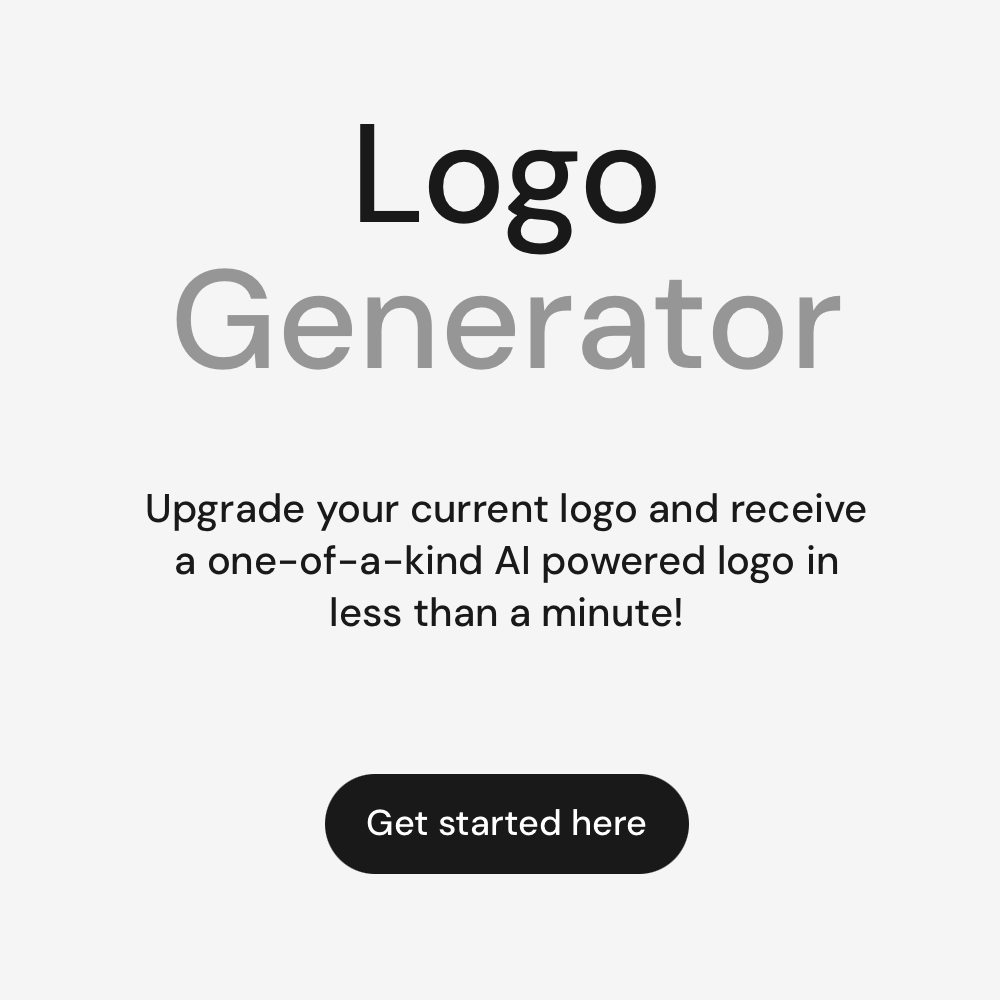 Logo
Generator
Upgrade your current logo and receive
a one-of-a-kind AI powered logo in
less than a minute!
Get started here